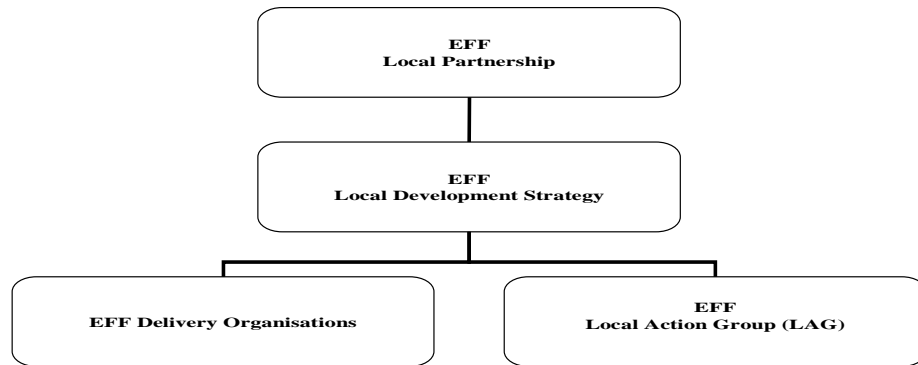 EFF
Local Partnership
EFF
Local Development Strategy
EFF Delivery Organisations
EFF
Local Action Group (LAG)